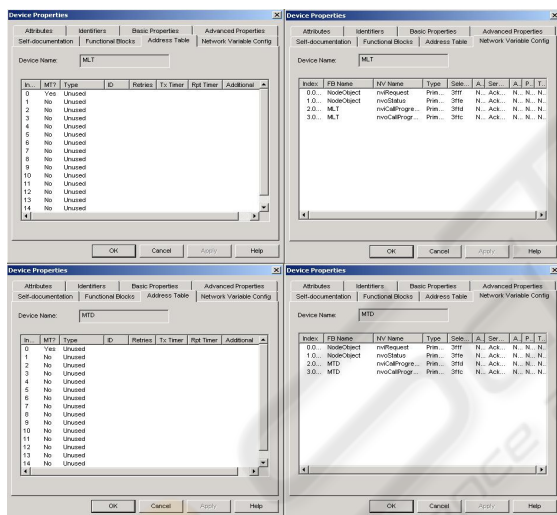 Device Properties
Attributes Identifiers Basic Properties Advanced Properties
Self-documentation Functional Blocks Address Table Network Variable Config
Device Name: MLT
In... MT? Type ID Retries Tx Timer Rpt Timer Additional
0 Yes Unused
1 No Unused
2 No Unused
3 No Unused
4 No Unused
5 No Unused
6 No Unused
7 No Unused
8 No Unused
9 No Unused
10 No Unused
11 No Unused
12 No Unused
13 No Unused
14 No Unused
OK Cancel Apply Help
Device Properties
Attributes Identifiers Basic Properties Advanced Properties
Self-documentation Functional Blocks Address Table Network Variable Config
Device Name: MLT
Index FB Name NV Name Type Sele... A... Ser... A... P... T...
0.0... NodeObject nviRequest Prim... 3fff N... Ack... N... N... N...
1.0... NodeObject nvoStatus Prim... 3ffe N... Ack... N... N... N...
2.0... MLT nviCallProgre... Prim... 3ffd N... Ack... N... N... N...
3.0... MLT nvoCallProgr... Prim... 3ffc N... Ack... N... N... N...
OK Cancel Apply Help
Device Properties
Attributes Identifiers Basic Properties Advanced Properties
Self-documentation Functional Blocks Address Table Network Variable Config
Device Name: MTD
In... MT? Type ID Retries Tx Timer Rpt Timer Additional
0 Yes Unused
1 No Unused
2 No Unused
3 No Unused
4 No Unused
5 No Unused
6 No Unused
7 No Unused
8 No Unused
9 No Unused
10 No Unused
11 No Unused
12 No Unused
13 No Unused
14 No Unused
OK Cancel Apply Help
Device Properties
Attributes Identifiers Basic Properties Advanced Properties
Self-documentation Functional Blocks Address Table Network Variable Config
Device Name: MTD
Index FB Name NV Name Type Sele... A... Ser... A... P... T...
0.0... NodeObject nviRequest Prim... 3fff N... Ack... N... N... N...
1.0... NodeObject nvoStatus Prim... 3ffe N... Ack... N... N... N...
2.0... MTD nviCallProgre... Prim... 3ffd N... Ack... N... N... N...
3.0... MTD nvoCallProgr... Prim... 3ffc N... Ack... N... N... N...
OK Cancel Apply Help